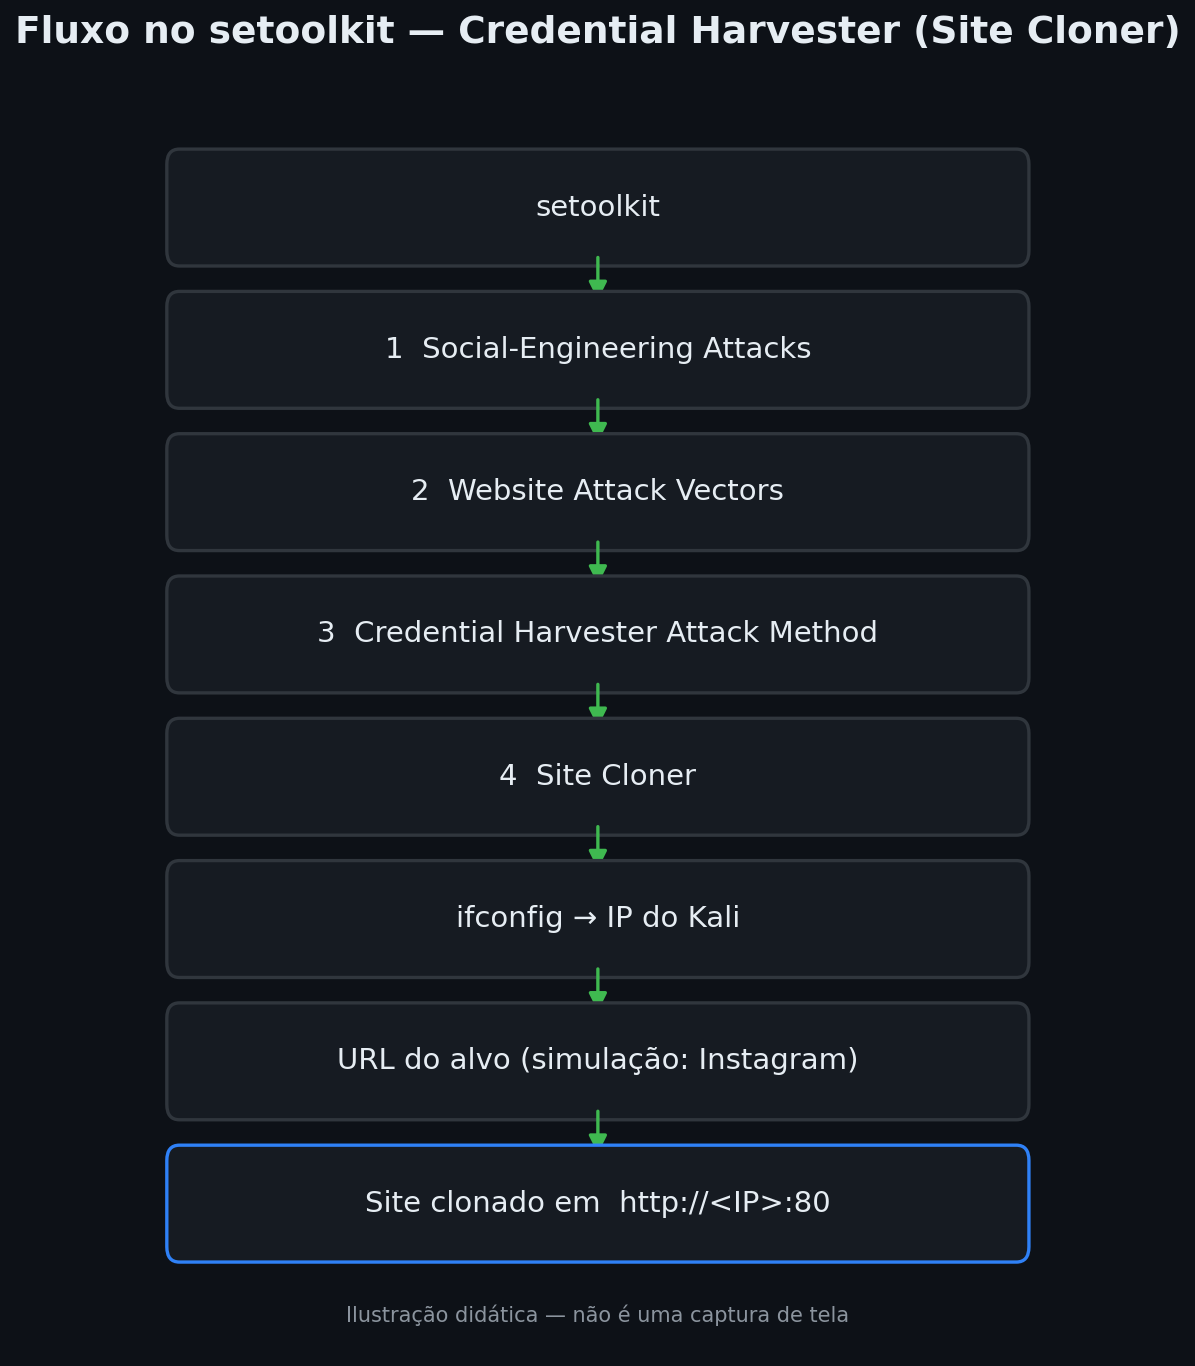 Fluxo no setoolkit — Credential Harvester (Site Cloner)
setoolkit
1  Social-Engineering Attacks
2  Website Attack Vectors
3  Credential Harvester Attack Method
4  Site Cloner
ifconfig → IP do Kali
URL do alvo (simulação: Instagram)
Site clonado em  http://<IP>:80
Ilustração didática — não é uma captura de tela